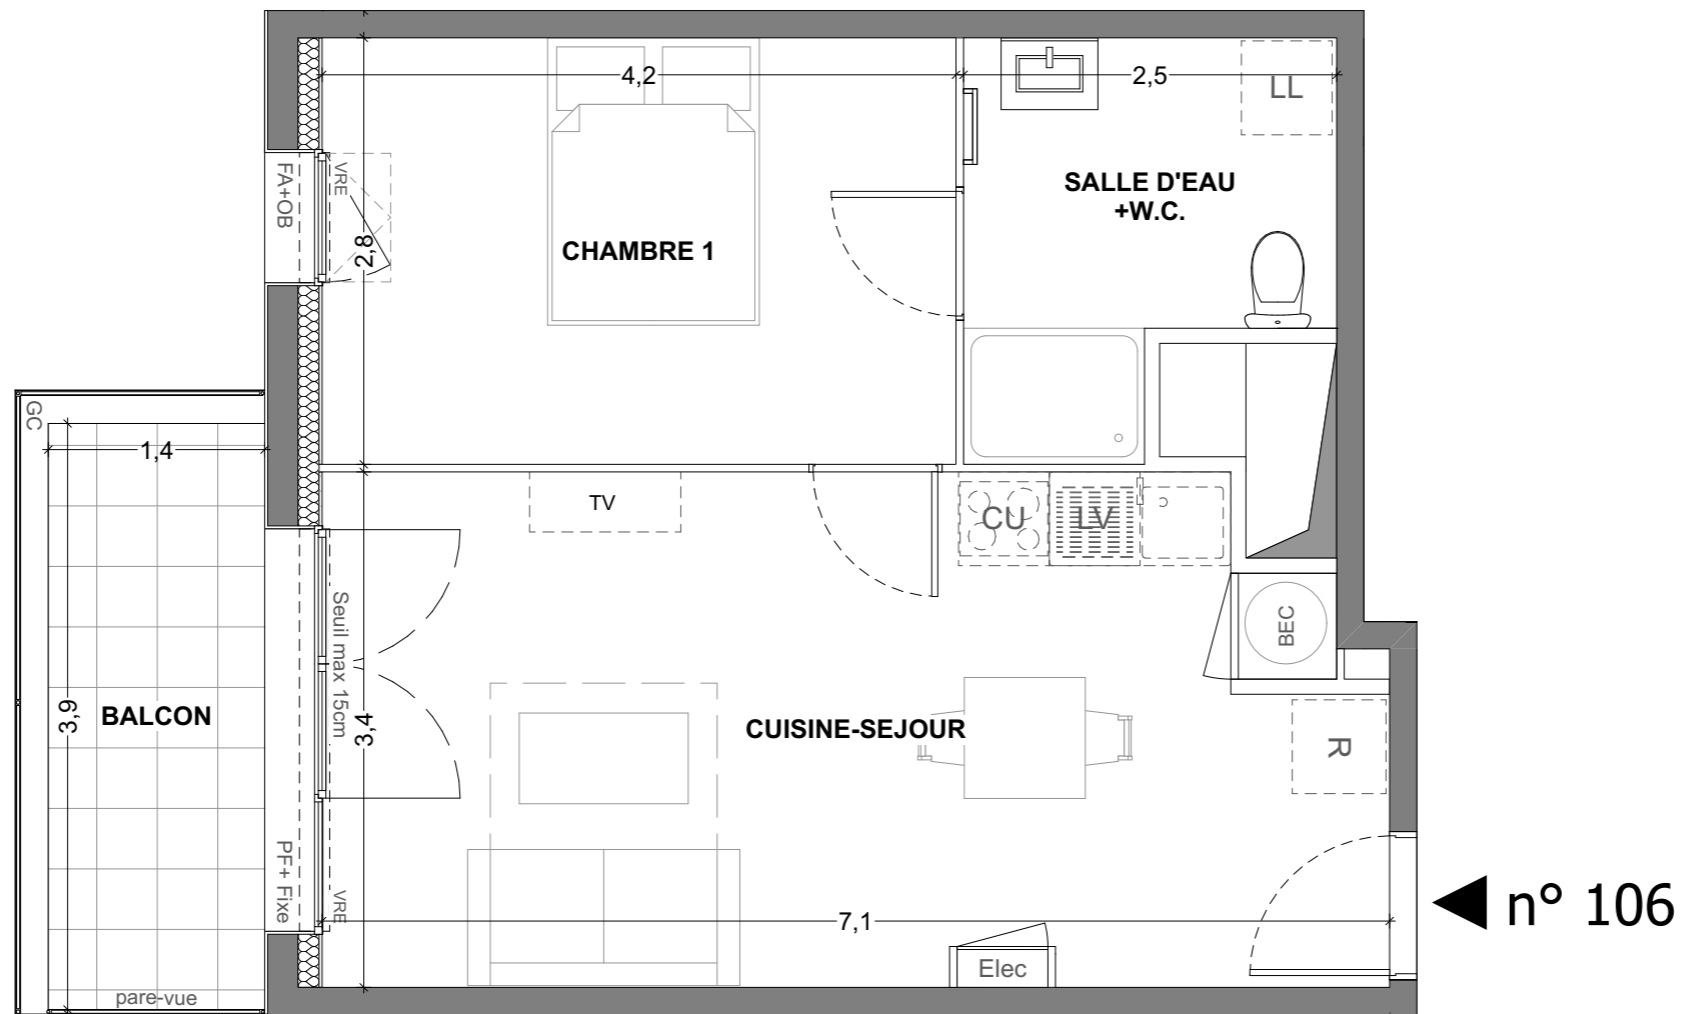 4,2
2,5
LL
FA+OB
VRE
SALLE D'EAU
+W.C.
2,8
CHAMBRE 1
GC
1,4
TV
CU
LV
Seuil max 15cm
BEC
3,9
BALCON
3,4
CUISINE-SEJOUR
R
PF+ Fixe
VRE
7,1
n° 106
Elec
pare-vue